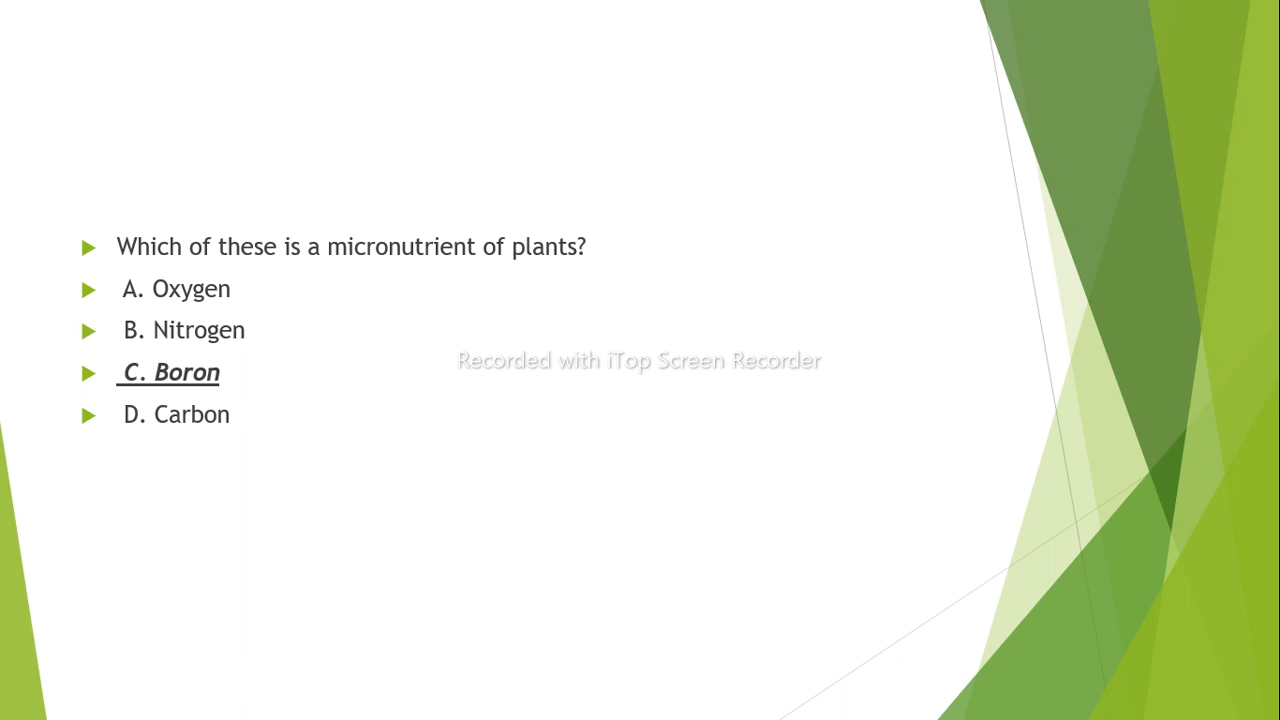 Which of these is a micronutrient of plants?
A. Oxygen
B. Nitrogen
C. Boron
Recorded with iTop Screen Recorder
D. Carbon